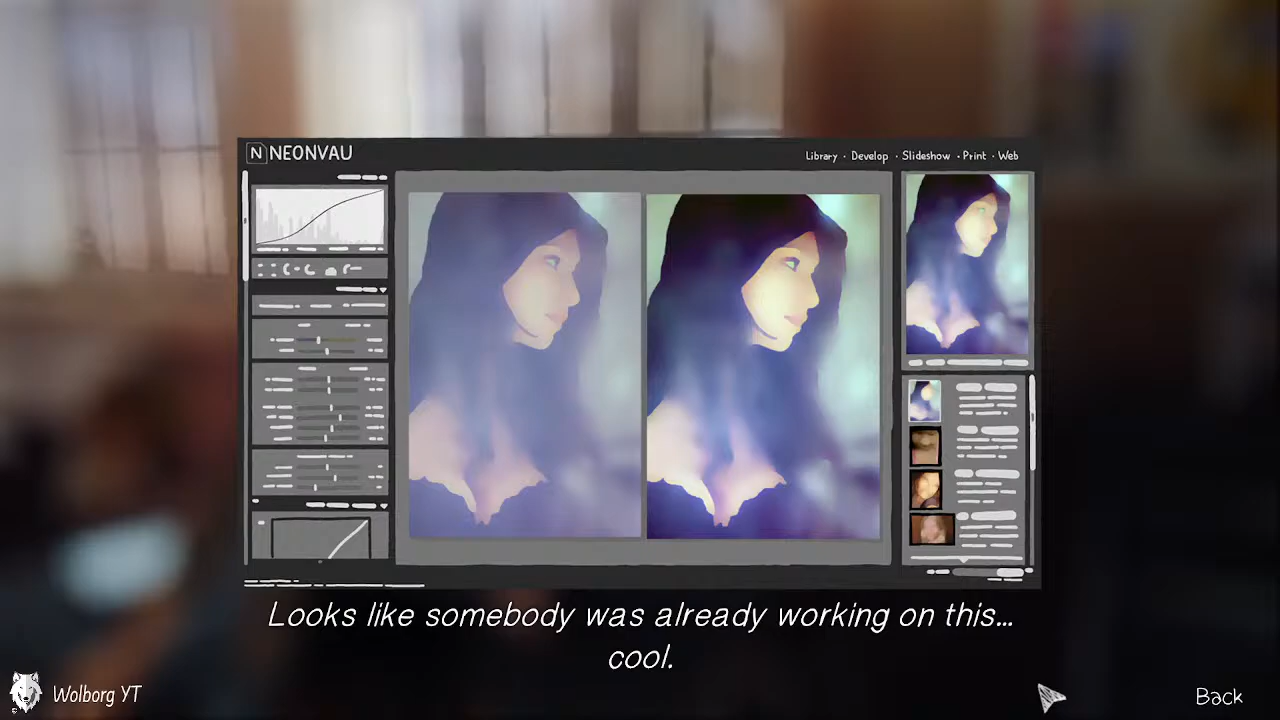 N NEONVAU
Library · Develop · Slideshow · Print · Web
Looks like somebody was already working on this...
cool.
Wolborg YT
Back